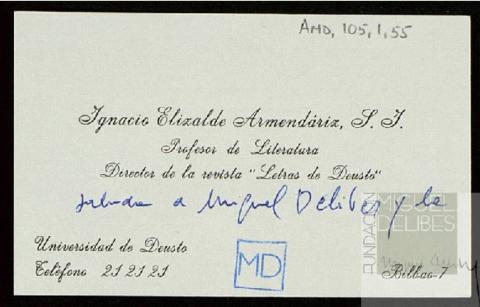 AMD, 105, 1, 55
Ignacio Elizalde Armendáriz, S. J.
Profesor de Literatura
Director de la revista "Letras de Deusto"
saluda a Miguel Delibes y le
FUNDACIÓN
MIGUEL
DELIBES
Universidad de Deusto
Teléfono 21 21 21
MD
Bilbao-7